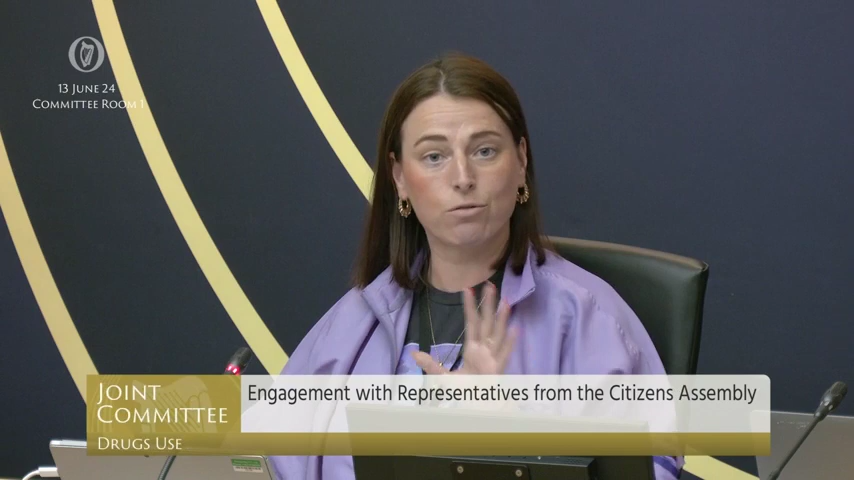 13 June 24
Committee Room 1
Joint
Committee
Drugs Use
Engagement with Representatives from the Citizens Assembly